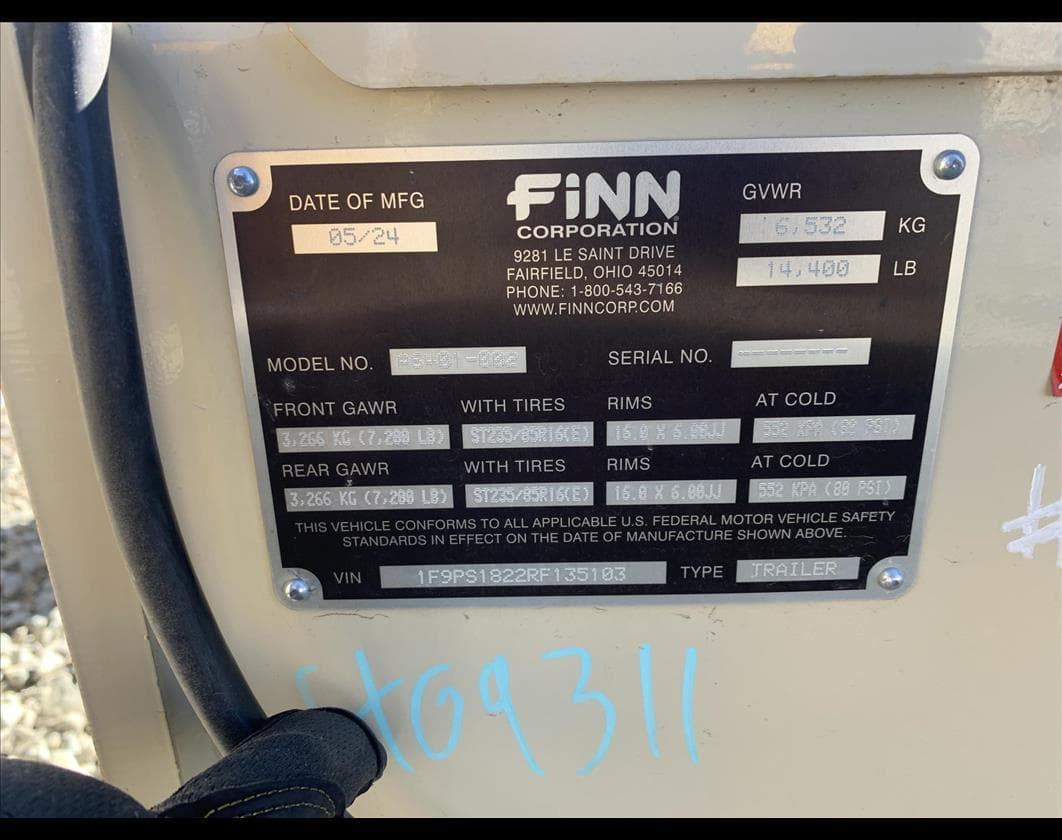 DATE OF MFG
05/24
FiNN
CORPORATION
9281 LE SAINT DRIVE
FAIRFIELD, OHIO 45014
PHONE: 1-800-543-7166
WWW.FINNCORP.COM
GVWR
6,532 KG
14,400 LB
MODEL NO.
SERIAL NO. --------
FRONT GAWR WITH TIRES RIMS AT COLD
3,266 KG (7,200 LB) ST235/85R16(E) 16.0 X 6.00JJ 552 KPA (80 PSI)
REAR GAWR WITH TIRES RIMS AT COLD
3,266 KG (7,200 LB) ST235/85R16(E) 16.0 X 6.00JJ 552 KPA (80 PSI)
THIS VEHICLE CONFORMS TO ALL APPLICABLE U.S. FEDERAL MOTOR VEHICLE SAFETY
STANDARDS IN EFFECT ON THE DATE OF MANUFACTURE SHOWN ABOVE.
VIN 1F9PS1822RF135103 TYPE TRAILER
#